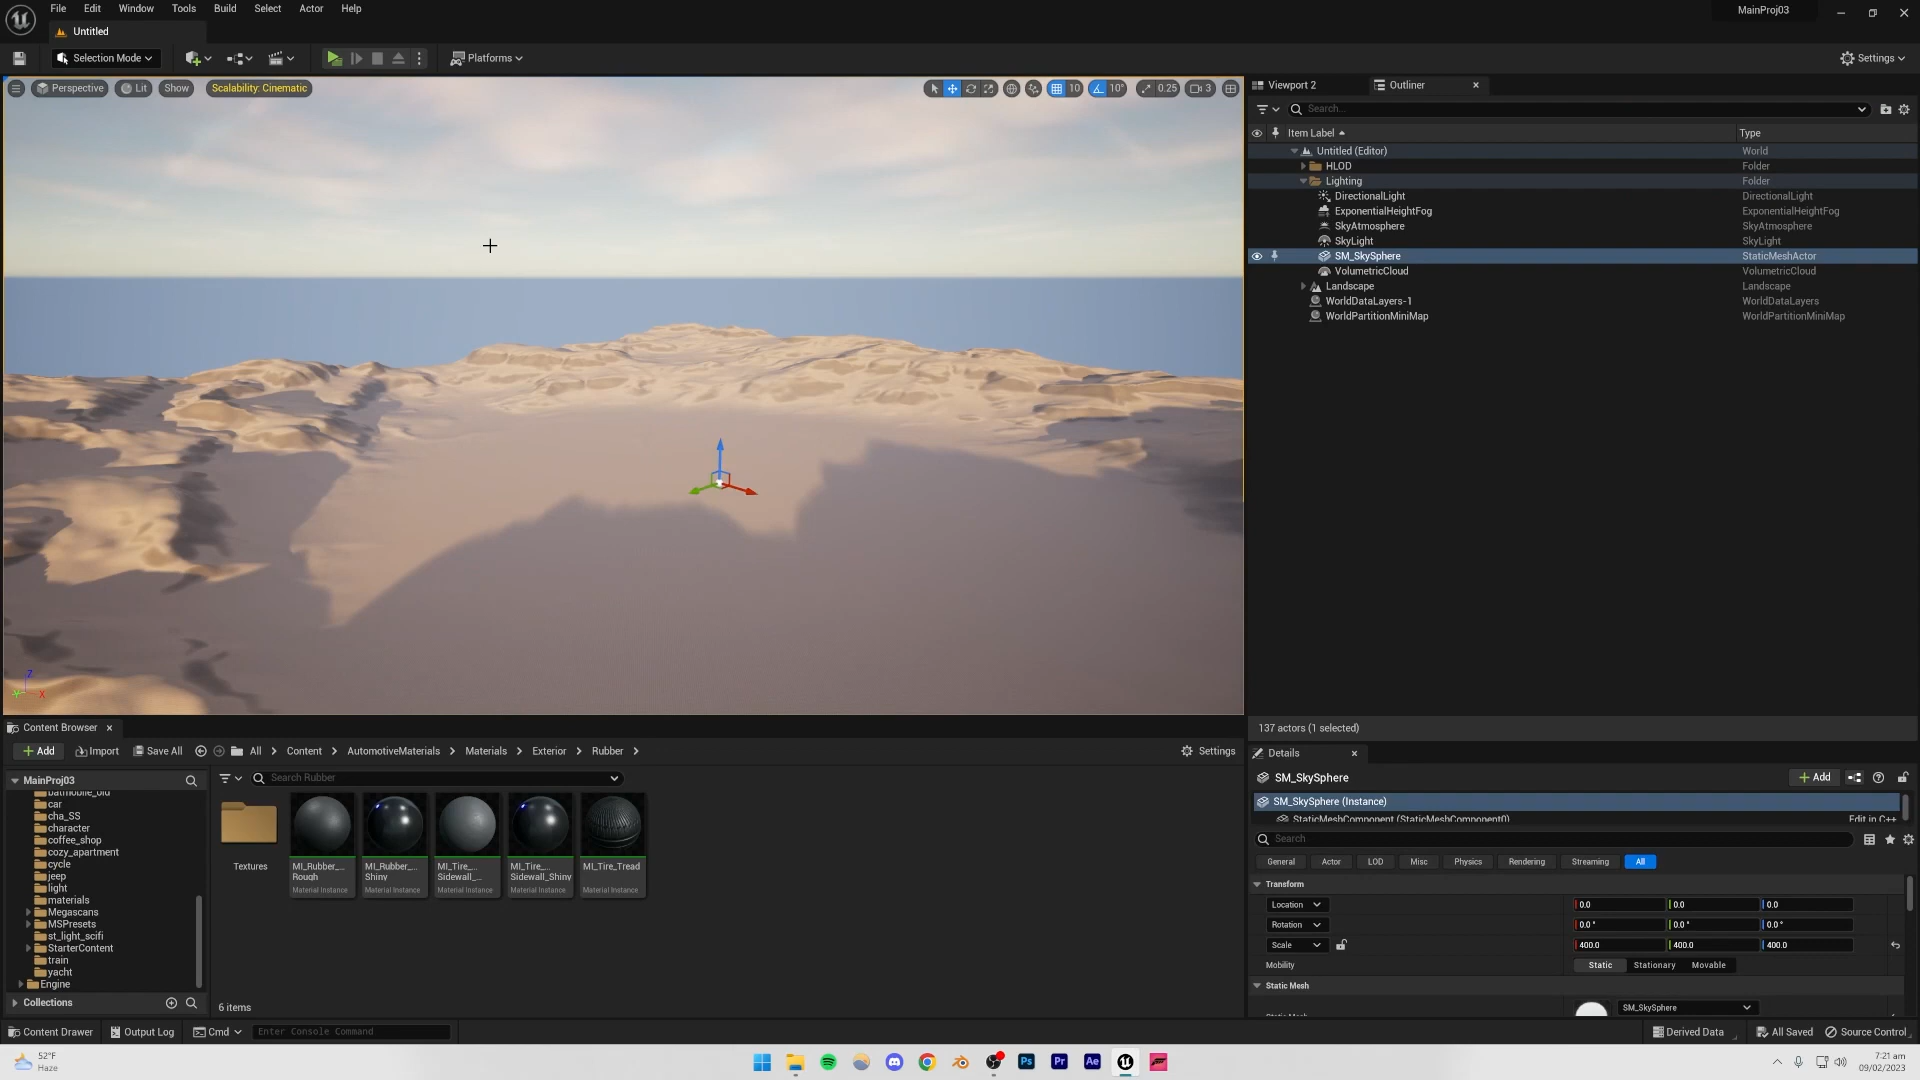 File Edit Window Tools Build Select Actor Help
MainProj03
Untitled
Selection Mode
Platforms
Settings
Perspective Lit Show Scalability: Cinematic
10 10° 0.25 3
Viewport 2 Outliner
Search...
Item Label Type
Untitled (Editor) World
HLOD Folder
Lighting Folder
DirectionalLight DirectionalLight
ExponentialHeightFog ExponentialHeightFog
SkyAtmosphere SkyAtmosphere
SkyLight SkyLight
SM_SkySphere StaticMeshActor
VolumetricCloud VolumetricCloud
Landscape Landscape
WorldDataLayers-1 WorldDataLayers
WorldPartitionMiniMap WorldPartitionMiniMap
Z
X
137 actors (1 selected)
Content Browser
Add Import Save All All Content AutomotiveMaterials Materials Exterior Rubber Settings
MainProj03
Search Rubber
batmobile_old
car
cha_SS
character
coffee_shop
cozy_apartment
cycle
jeep
light
materials
Megascans
MSPresets
st_light_scifi
StarterContent
train
yacht
Engine
Collections
Textures
MI_Rubber_...
Rough
Material Instance
MI_Rubber_...
Shiny
Material Instance
MI_Tire_...
Sidewall_...
Material Instance
MI_Tire_...
Sidewall_Shiny
Material Instance
MI_Tire_Tread
Material Instance
6 items
Details
SM_SkySphere
Add
SM_SkySphere (Instance)
StaticMeshComponent (StaticMeshComponent0) Edit in C++
Search
General Actor LOD Misc Physics Rendering Streaming All
Transform
Location 0.0 0.0 0.0
Rotation 0.0° 0.0° 0.0°
Scale 400.0 400.0 400.0
Mobility Static Stationary Movable
Static Mesh
SM_SkySphere
Content Drawer Output Log Cmd Enter Console Command
Derived Data All Saved Source Control
52°F
Haze
Ps Pr Ae
7:21 am
09/02/2023